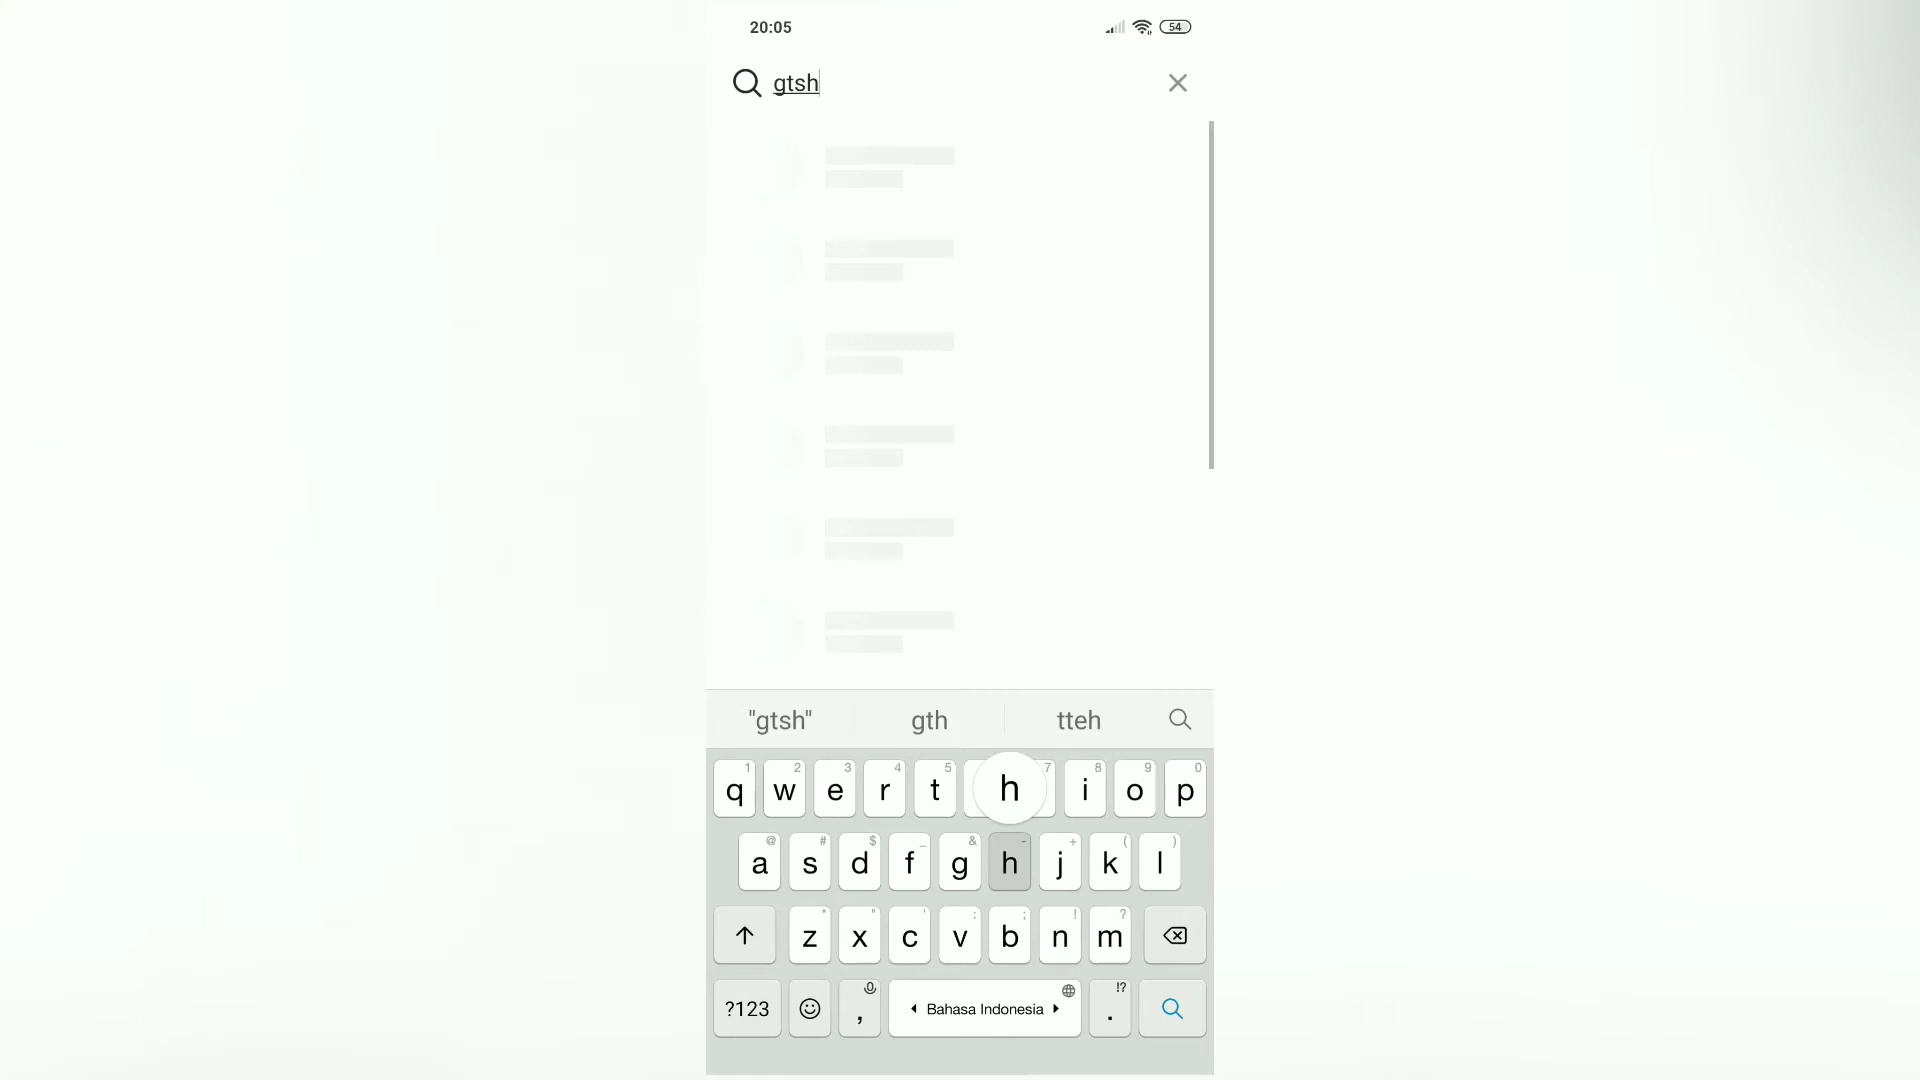 20:05
54
gtsh
"gtsh" gth tteh
1 2 3 4 5 7 8 9 0
q w e r t h i o p
@ # $ _ & - + ( )
a s d f g h j k l
* " ' : ; ! ?
z x c v b n m
!?
?123 , Bahasa Indonesia .